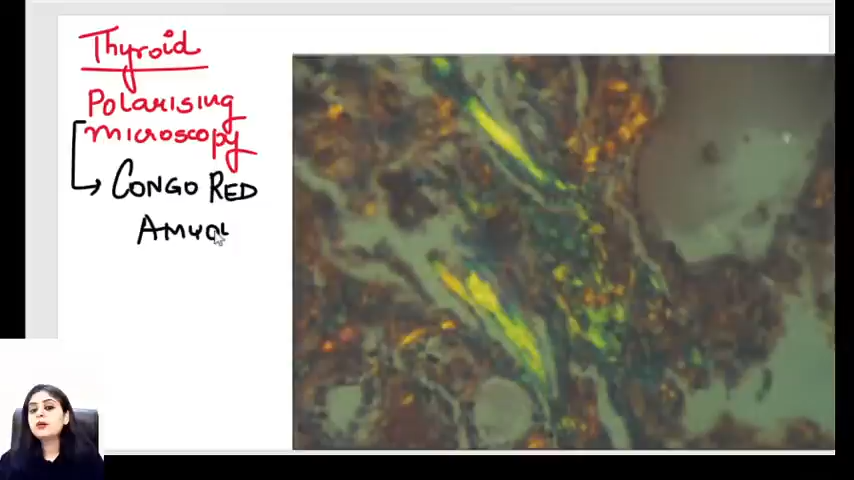 Thyroid
Polarising
microscopy
CONGO RED
AMYOL